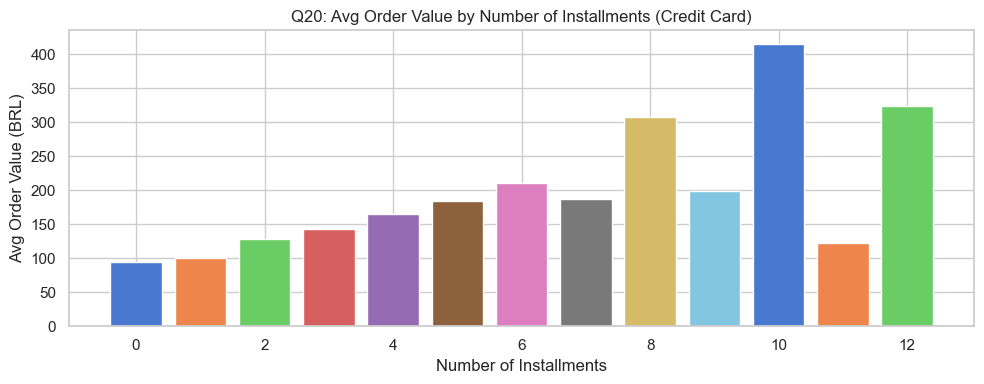 Q20: Avg Order Value by Number of Installments (Credit Card)
Avg Order Value (BRL)
400
350
300
250
200
150
100
50
0
0 2 4 6 8 10 12
Number of Installments